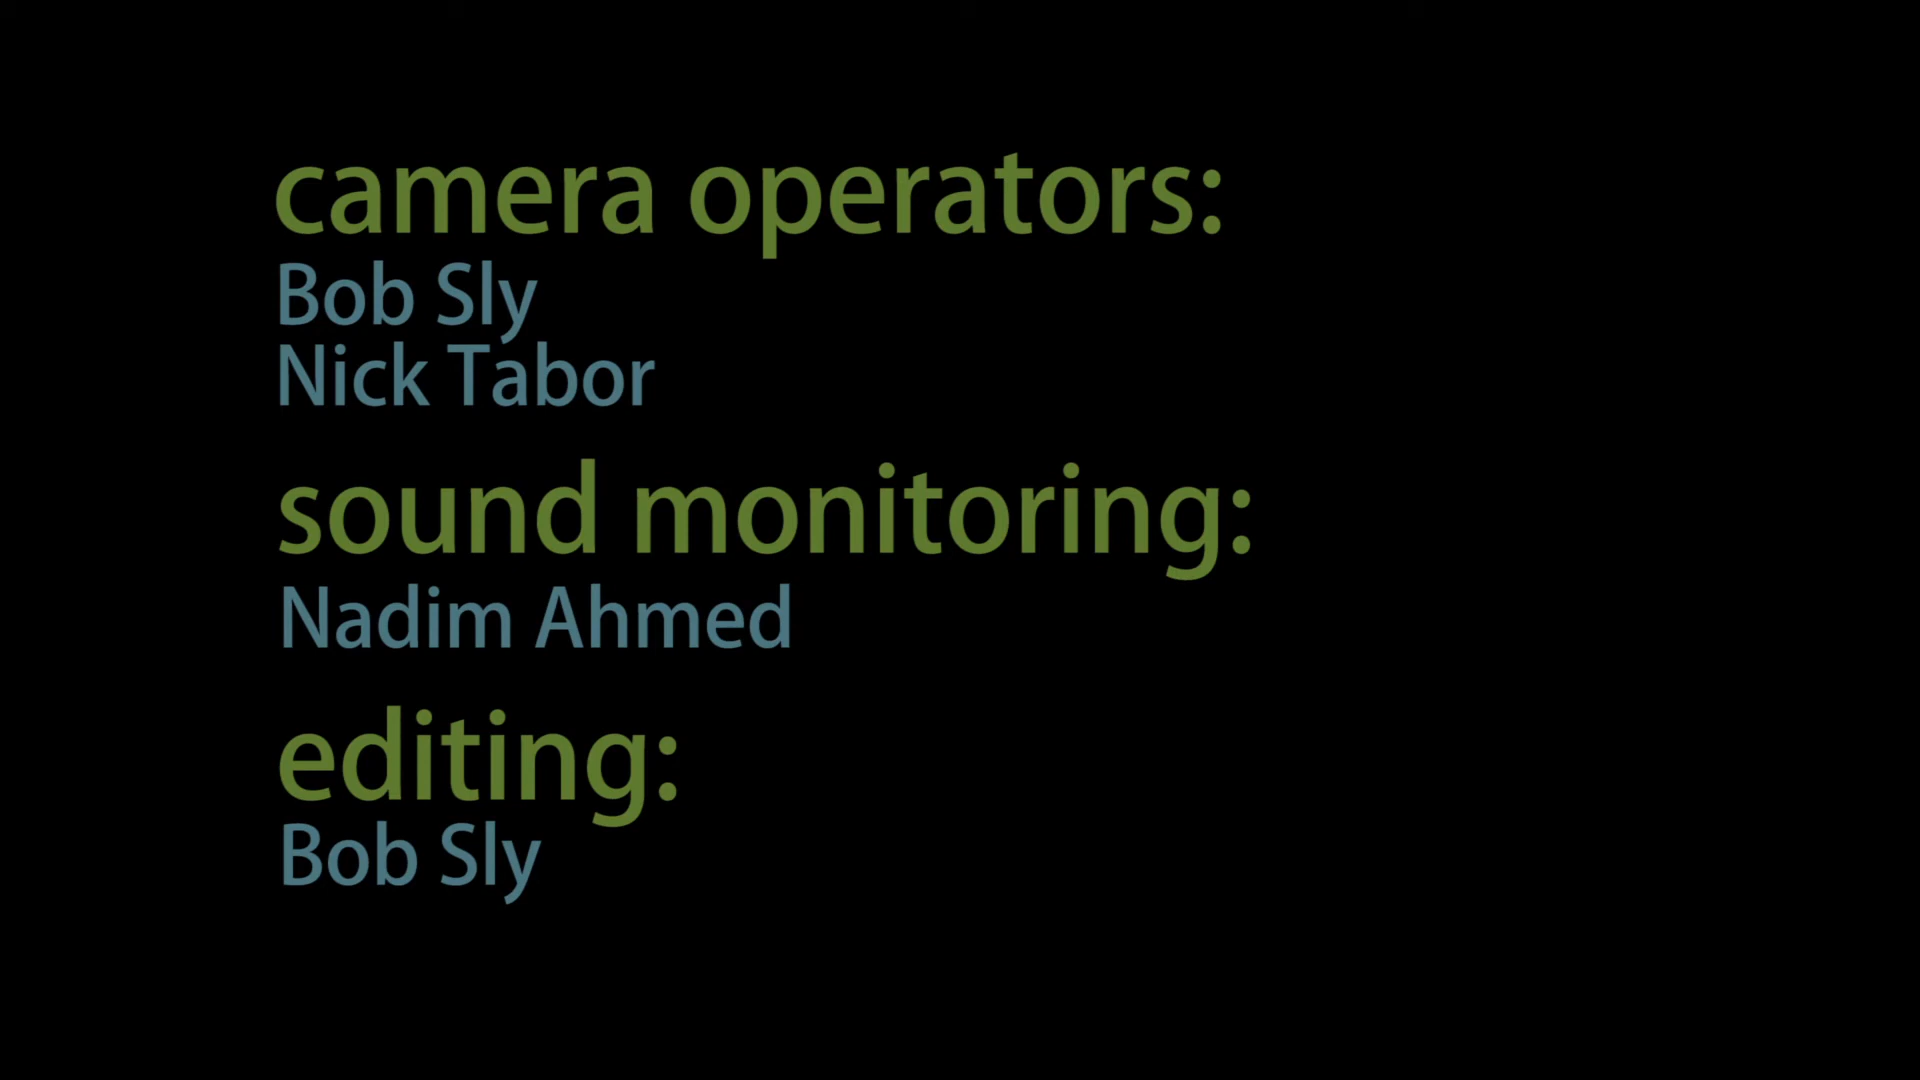 camera operators:
Bob Sly
Nick Tabor
sound monitoring:
Nadim Ahmed
editing:
Bob Sly